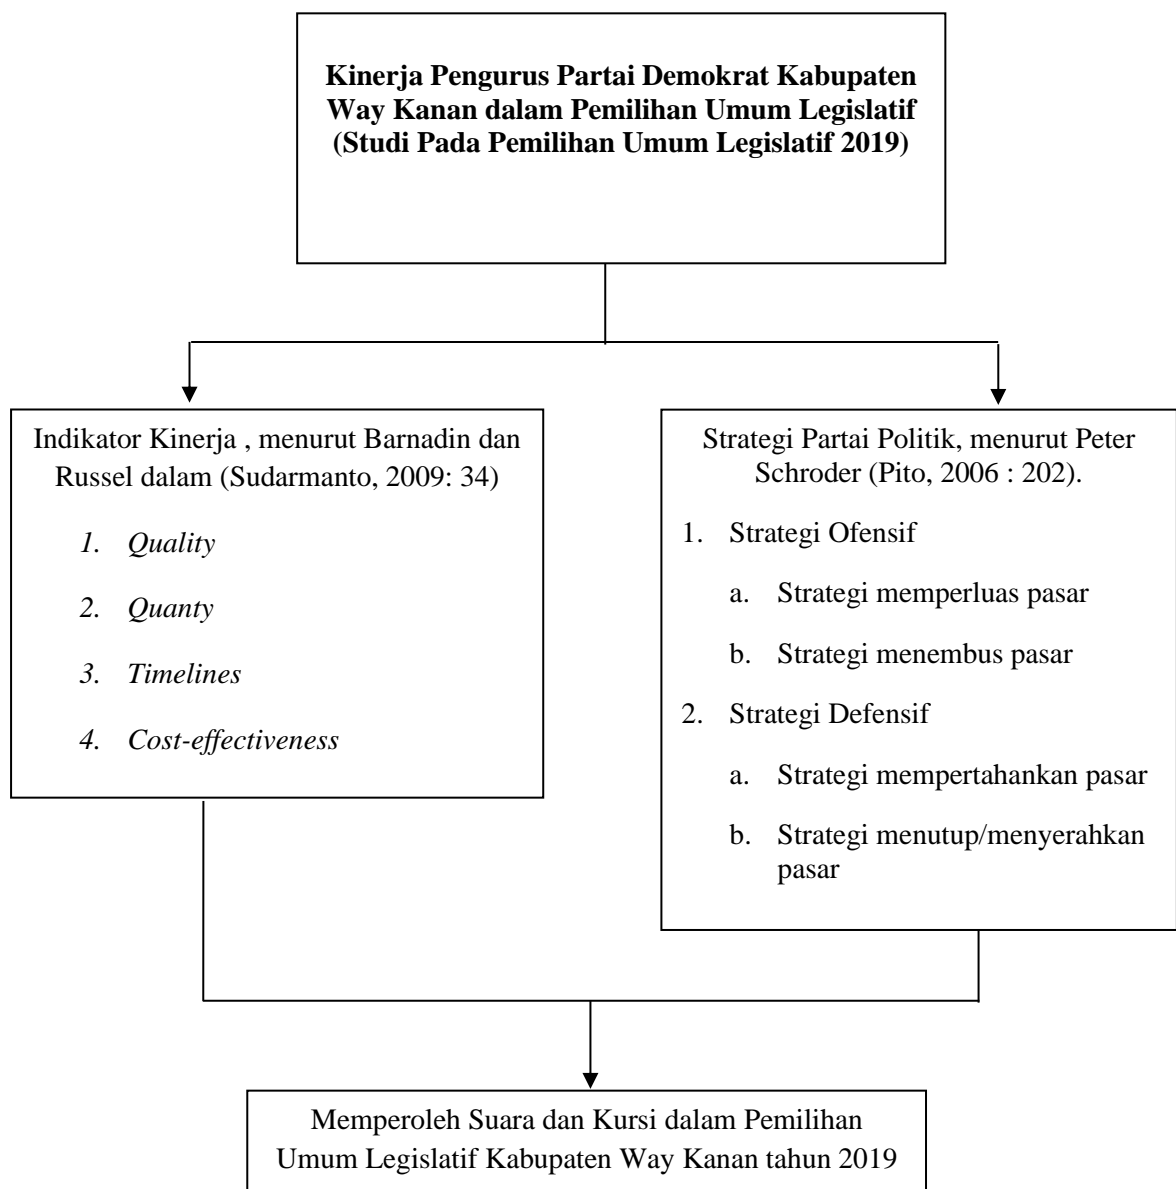 Kinerja Pengurus Partai Demokrat Kabupaten
Way Kanan dalam Pemilihan Umum Legislatif
(Studi Pada Pemilihan Umum Legislatif 2019)
Indikator Kinerja , menurut Barnadin dan
Russel dalam (Sudarmanto, 2009: 34)
1. Quality
2. Quanty
3. Timelines
4. Cost-effectiveness
Strategi Partai Politik, menurut Peter
Schroder (Pito, 2006 : 202).
1. Strategi Ofensif
a. Strategi memperluas pasar
b. Strategi menembus pasar
2. Strategi Defensif
a. Strategi mempertahankan pasar
b. Strategi menutup/menyerahkan
pasar
Memperoleh Suara dan Kursi dalam Pemilihan
Umum Legislatif Kabupaten Way Kanan tahun 2019